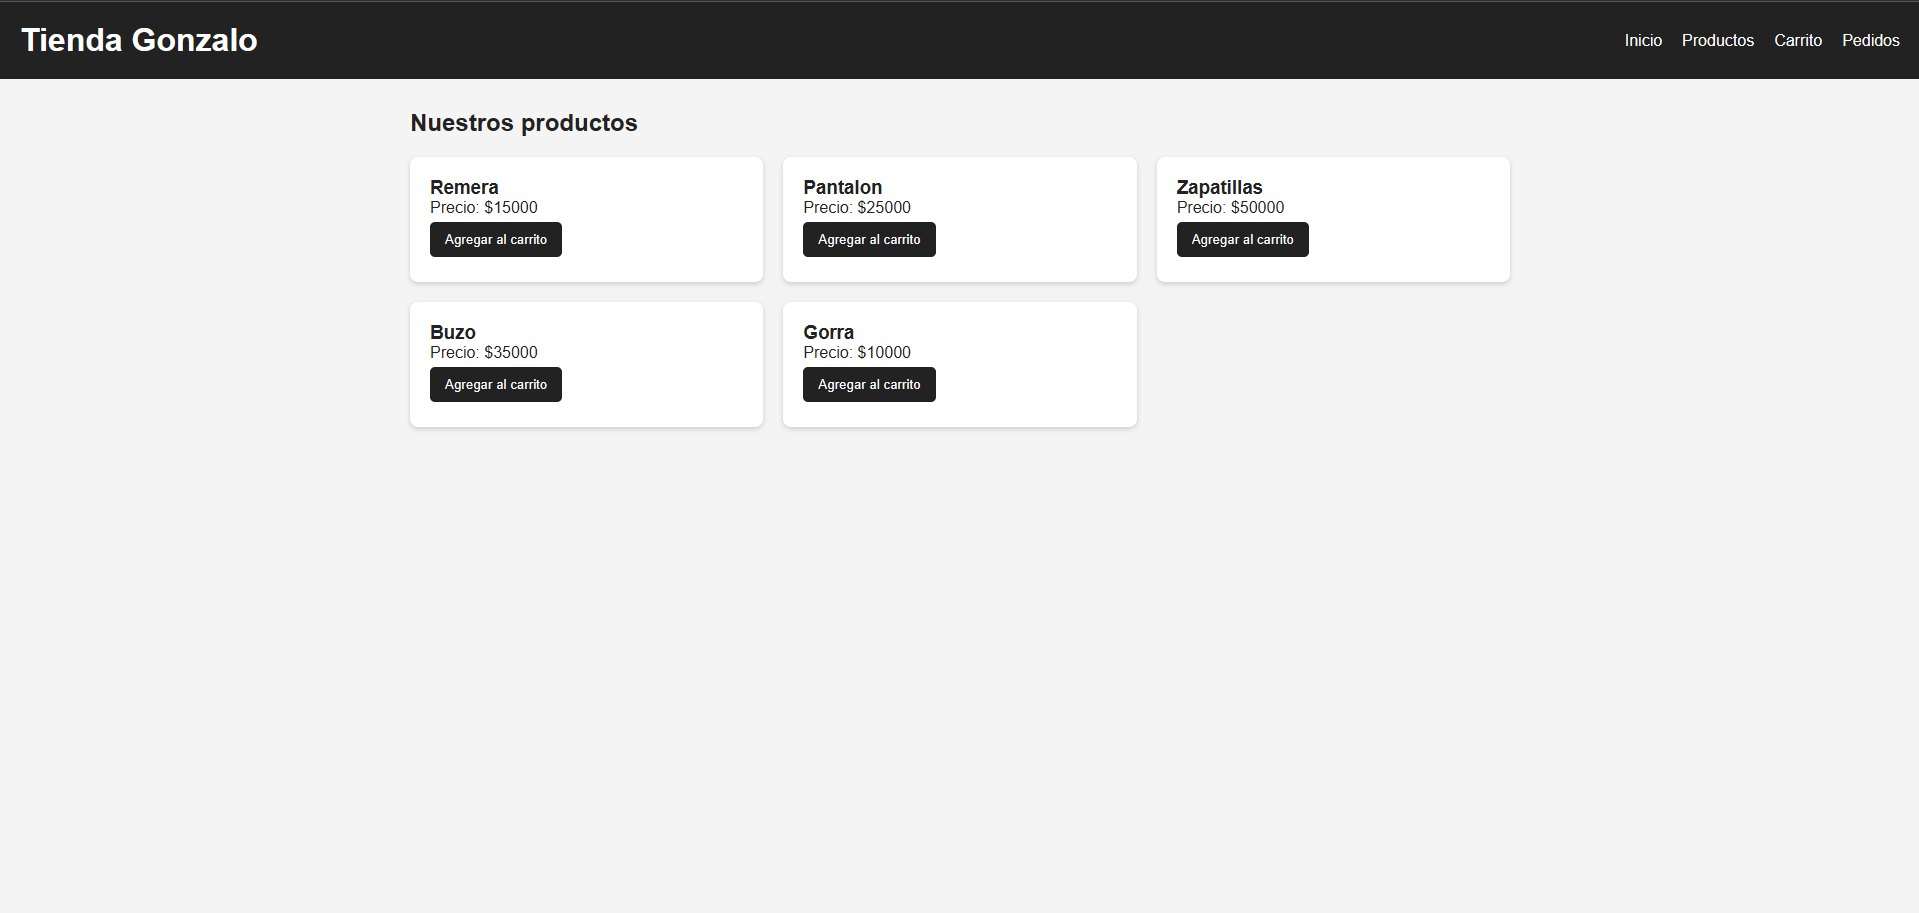 Tienda Gonzalo
Inicio Productos Carrito Pedidos
Nuestros productos
Remera
Precio: $15000
Agregar al carrito
Pantalon
Precio: $25000
Agregar al carrito
Zapatillas
Precio: $50000
Agregar al carrito
Buzo
Precio: $35000
Agregar al carrito
Gorra
Precio: $10000
Agregar al carrito